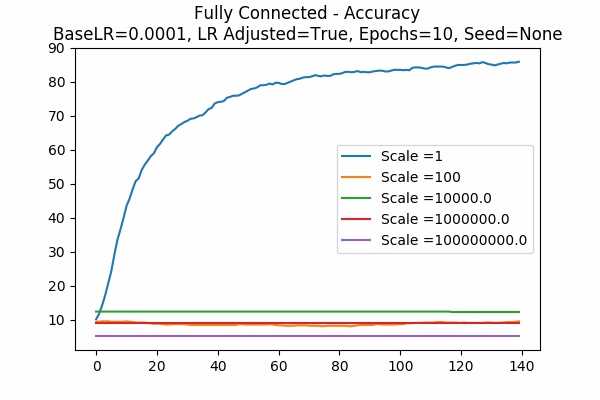 Fully Connected - Accuracy
BaseLR=0.0001, LR Adjusted=True, Epochs=10, Seed=None
90
80
70
60
50
40
30
20
10
Scale =1
Scale =100
Scale =10000.0
Scale =1000000.0
Scale =100000000.0
0 20 40 60 80 100 120 140